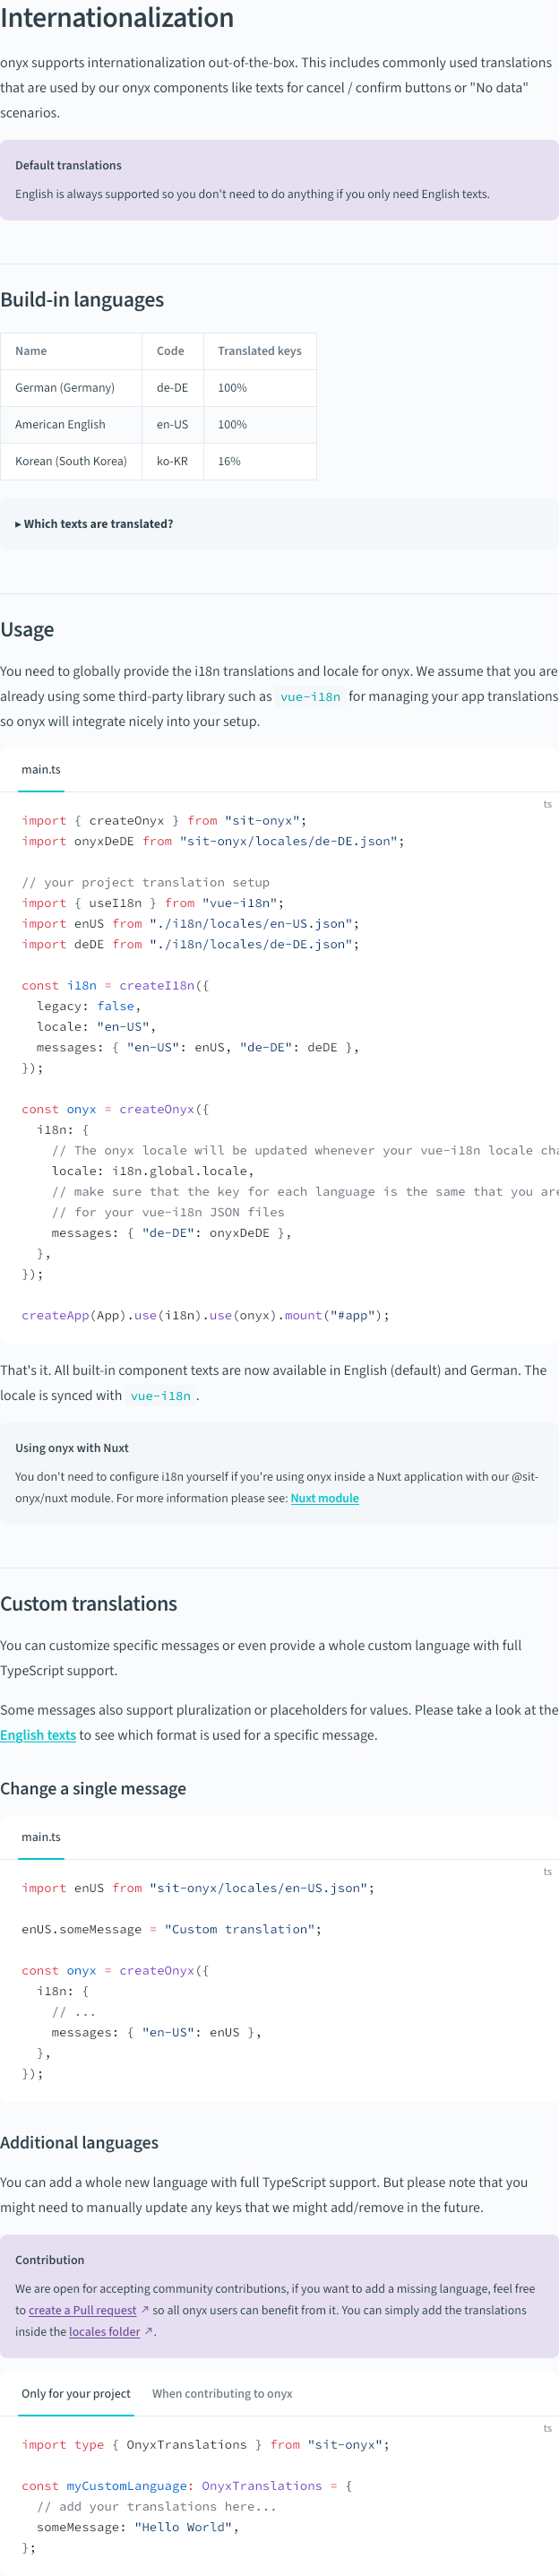 Internationalization
onyx supports internationalization out-of-the-box. This includes commonly used translations
that are used by our onyx components like texts for cancel / confirm buttons or "No data"
scenarios.
Default translations
English is always supported so you don't need to do anything if you only need English texts.
Build-in languages
Name Code Translated keys
German (Germany) de-DE 100%
American English en-US 100%
Korean (South Korea) ko-KR 16%
▸ Which texts are translated?
Usage
You need to globally provide the i18n translations and locale for onyx. We assume that you are
already using some third-party library such as vue-i18n for managing your app translations
so onyx will integrate nicely into your setup.
main.ts
ts
import { createOnyx } from "sit-onyx";
import onyxDeDE from "sit-onyx/locales/de-DE.json";
// your project translation setup
import { useI18n } from "vue-i18n";
import enUS from "./i18n/locales/en-US.json";
import deDE from "./i18n/locales/de-DE.json";
const i18n = createI18n({
  legacy: false,
  locale: "en-US",
  messages: { "en-US": enUS, "de-DE": deDE },
});
const onyx = createOnyx({
  i18n: {
    // The onyx locale will be updated whenever your vue-i18n locale cha
    locale: i18n.global.locale,
    // make sure that the key for each language is the same that you are
    // for your vue-i18n JSON files
    messages: { "de-DE": onyxDeDE },
  },
});
createApp(App).use(i18n).use(onyx).mount("#app");
That's it. All built-in component texts are now available in English (default) and German. The
locale is synced with vue-i18n .
Using onyx with Nuxt
You don't need to configure i18n yourself if you're using onyx inside a Nuxt application with our @sit-
onyx/nuxt module. For more information please see: Nuxt module
Custom translations
You can customize specific messages or even provide a whole custom language with full
TypeScript support.
Some messages also support pluralization or placeholders for values. Please take a look at the
English texts to see which format is used for a specific message.
Change a single message
main.ts
ts
import enUS from "sit-onyx/locales/en-US.json";
enUS.someMessage = "Custom translation";
const onyx = createOnyx({
  i18n: {
    // ...
    messages: { "en-US": enUS },
  },
});
Additional languages
You can add a whole new language with full TypeScript support. But please note that you
might need to manually update any keys that we might add/remove in the future.
Contribution
We are open for accepting community contributions, if you want to add a missing language, feel free
to create a Pull request ↗ so all onyx users can benefit from it. You can simply add the translations
inside the locales folder ↗.
Only for your project When contributing to onyx
ts
import type { OnyxTranslations } from "sit-onyx";
const myCustomLanguage: OnyxTranslations = {
  // add your translations here...
  someMessage: "Hello World",
};